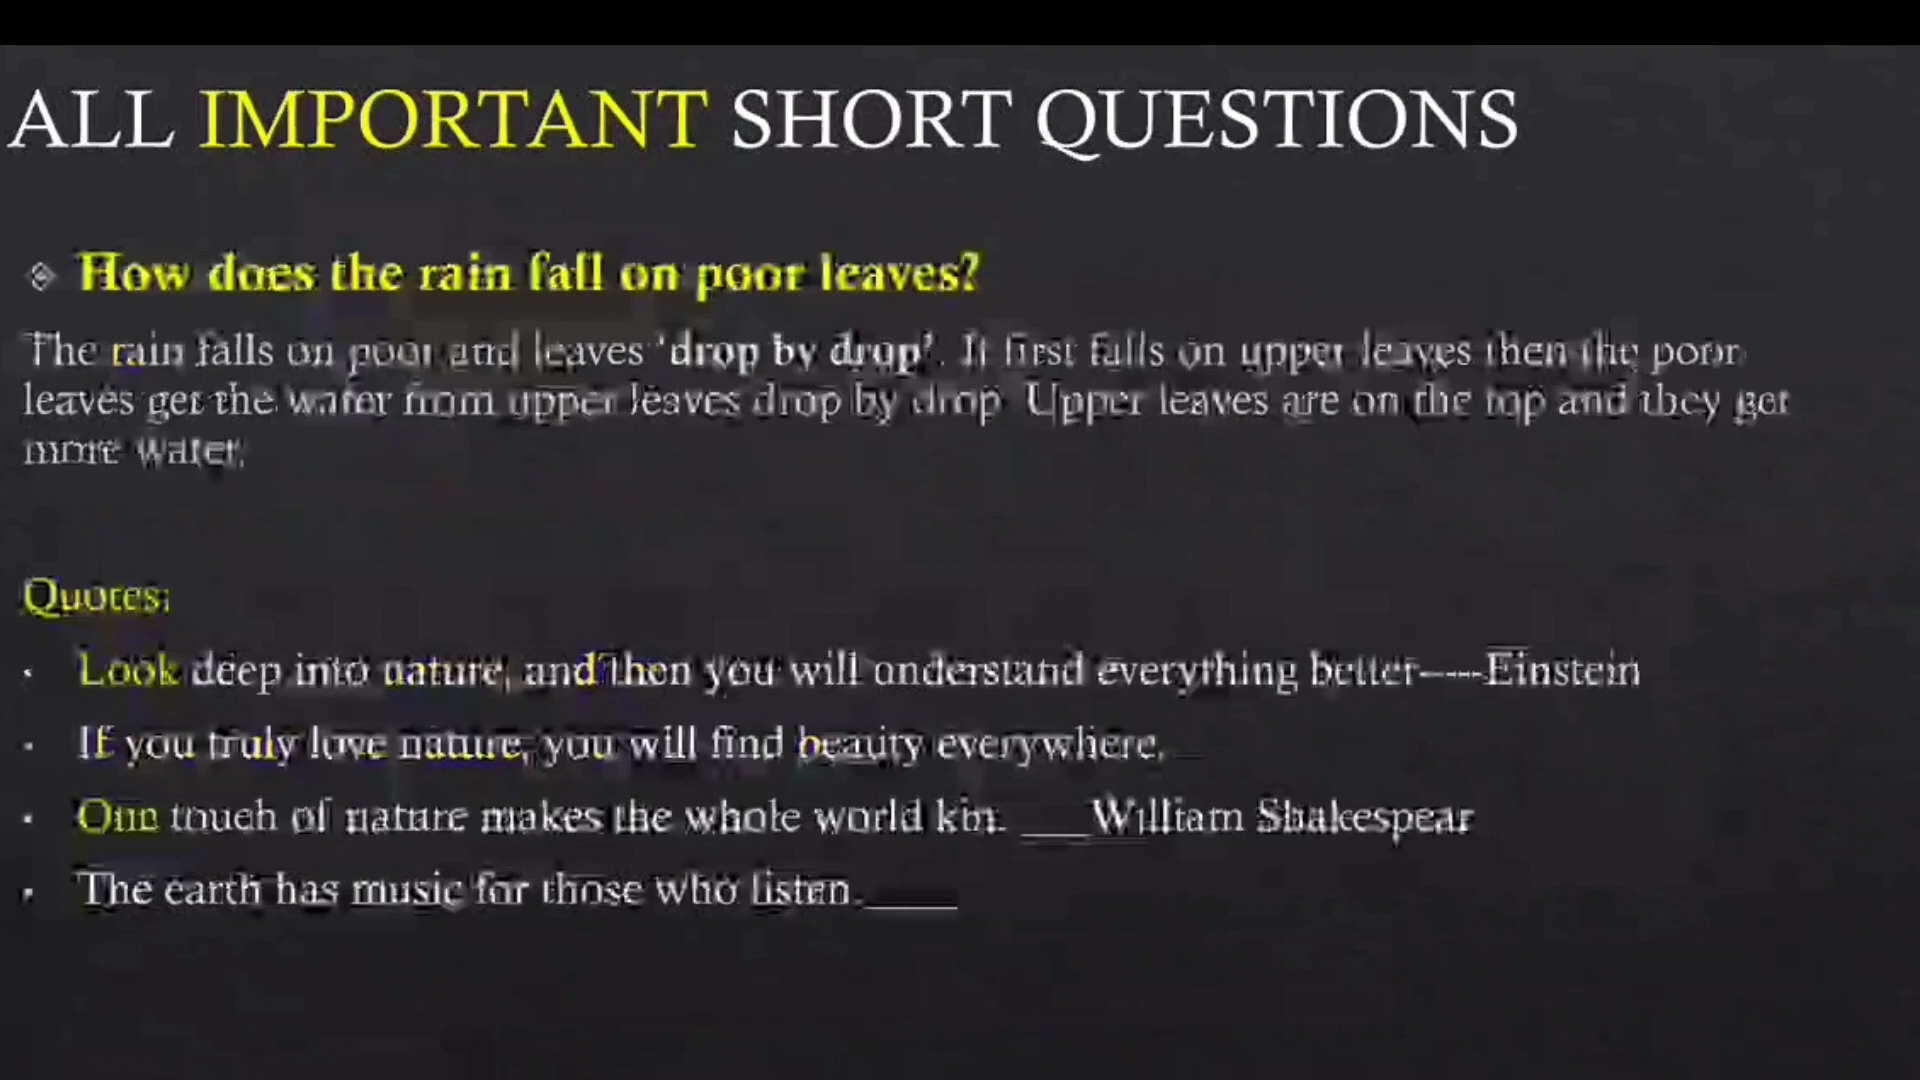 ALL IMPORTANT SHORT QUESTIONS
❖ How does the rain fall on poor leaves?
The rain falls on poor and leaves 'drop by drop'. It first falls on upper leaves then the poor
leaves get the water from upper leaves drop by drop. Upper leaves are on the top and they get
more water.
Quotes:
• Look deep into nature, and then you will understand everything better----Einstein
• If you truly love nature, you will find beauty everywhere.
• One touch of nature makes the whole world kin. ___William Shakespear
• The earth has music for those who listen.____